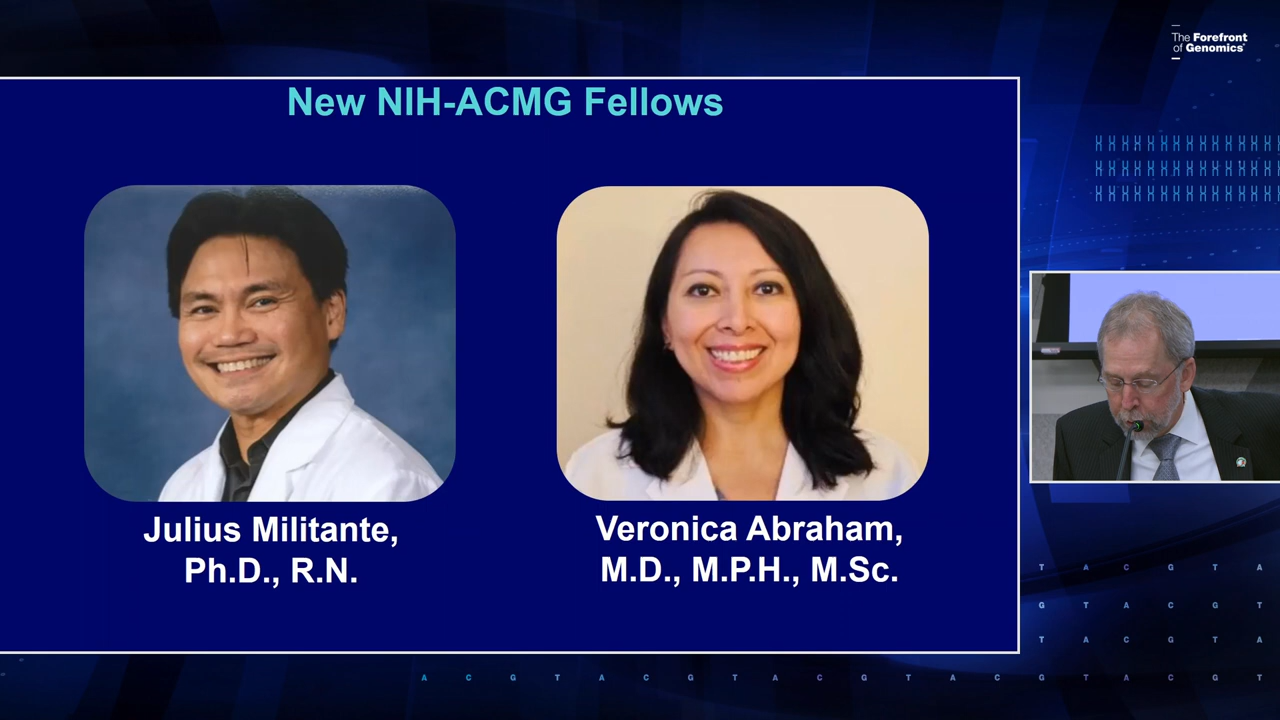 The Forefront
of Genomics®
New NIH-ACMG Fellows
Julius Militante,
Ph.D., R.N.
Veronica Abraham,
M.D., M.P.H., M.Sc.
T A C G T A
G T A C G T
T A C G T A
A C G T A C G T A C G T A C G T A C G T